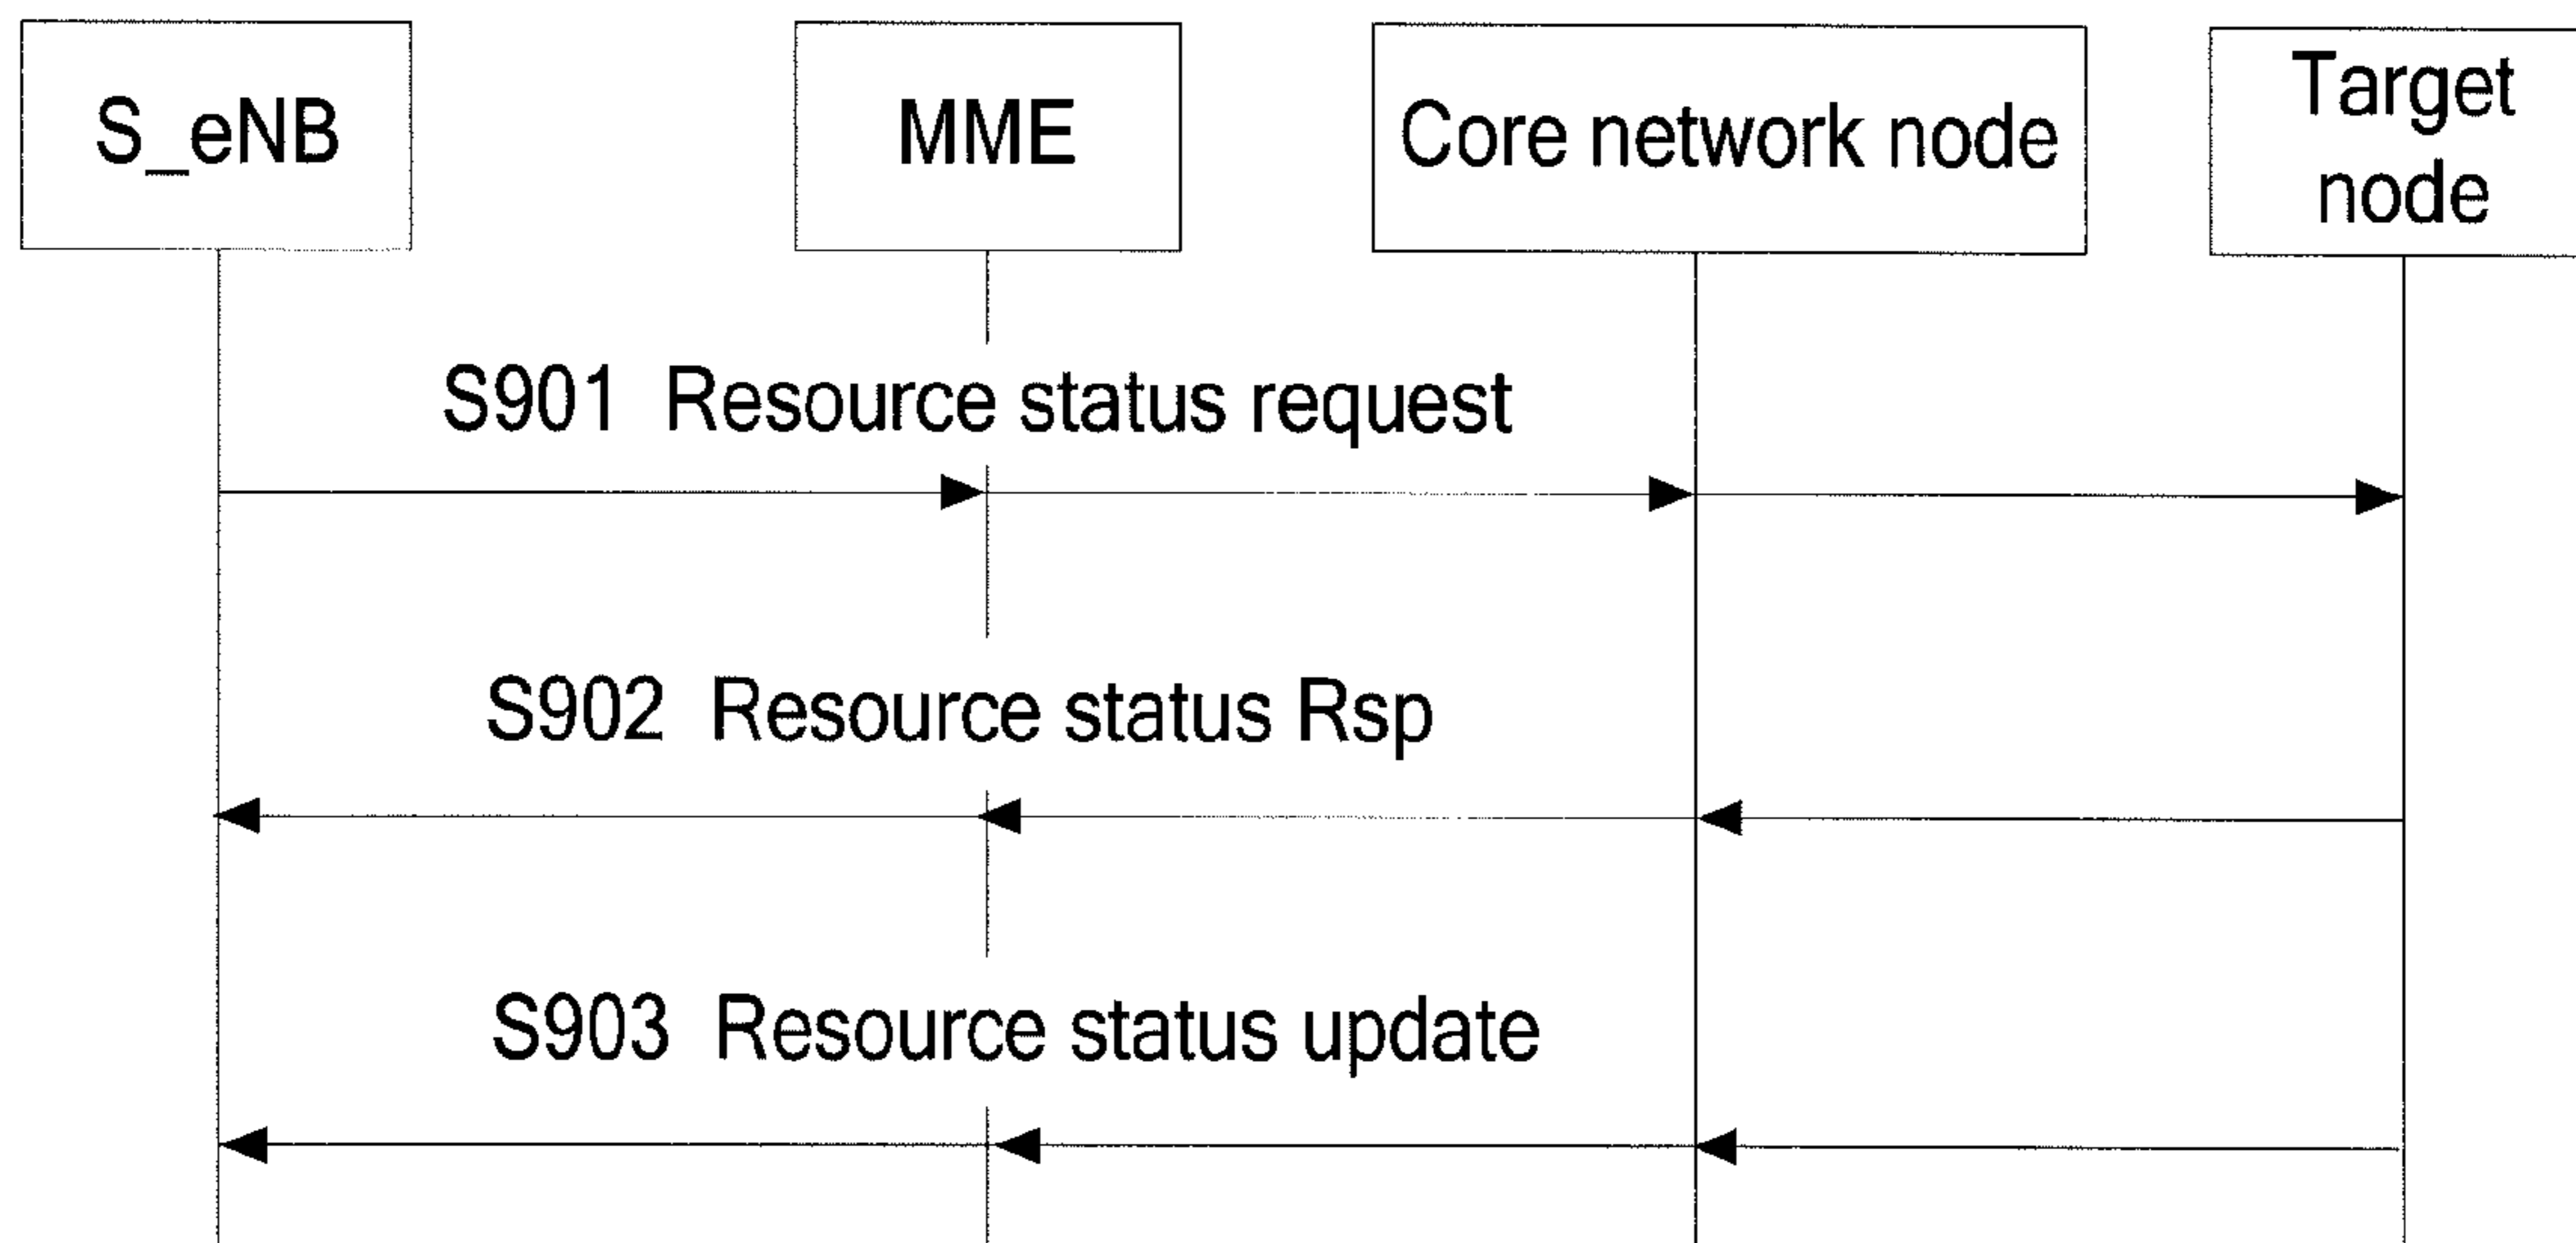 S_eNB
MME
Core network node
Target
node
S901 Resource status request
S902 Resource status Rsp
S903 Resource status update